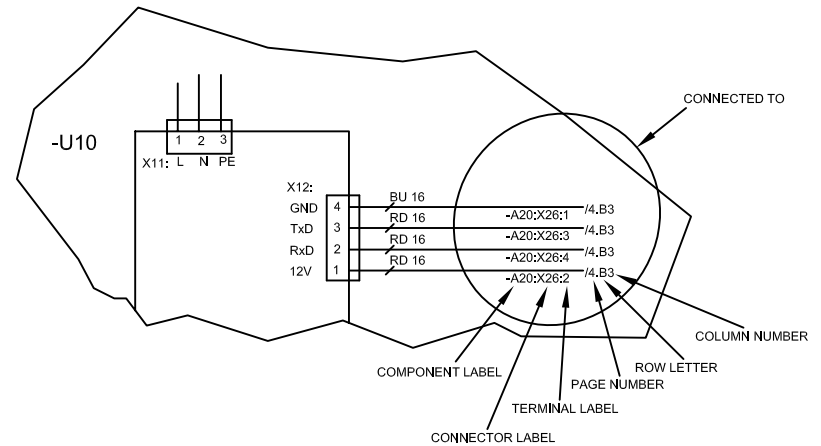 CONNECTED TO
-U10
1 2 3
X11: L N PE
X12:
GND 4 BU 16 -A20:X26:1 /4.B3
TxD 3 RD 16 -A20:X26:3 /4.B3
RxD 2 RD 16 -A20:X26:4 /4.B3
12V 1 RD 16 -A20:X26:2 /4.B3
COLUMN NUMBER
ROW LETTER
COMPONENT LABEL
PAGE NUMBER
TERMINAL LABEL
CONNECTOR LABEL